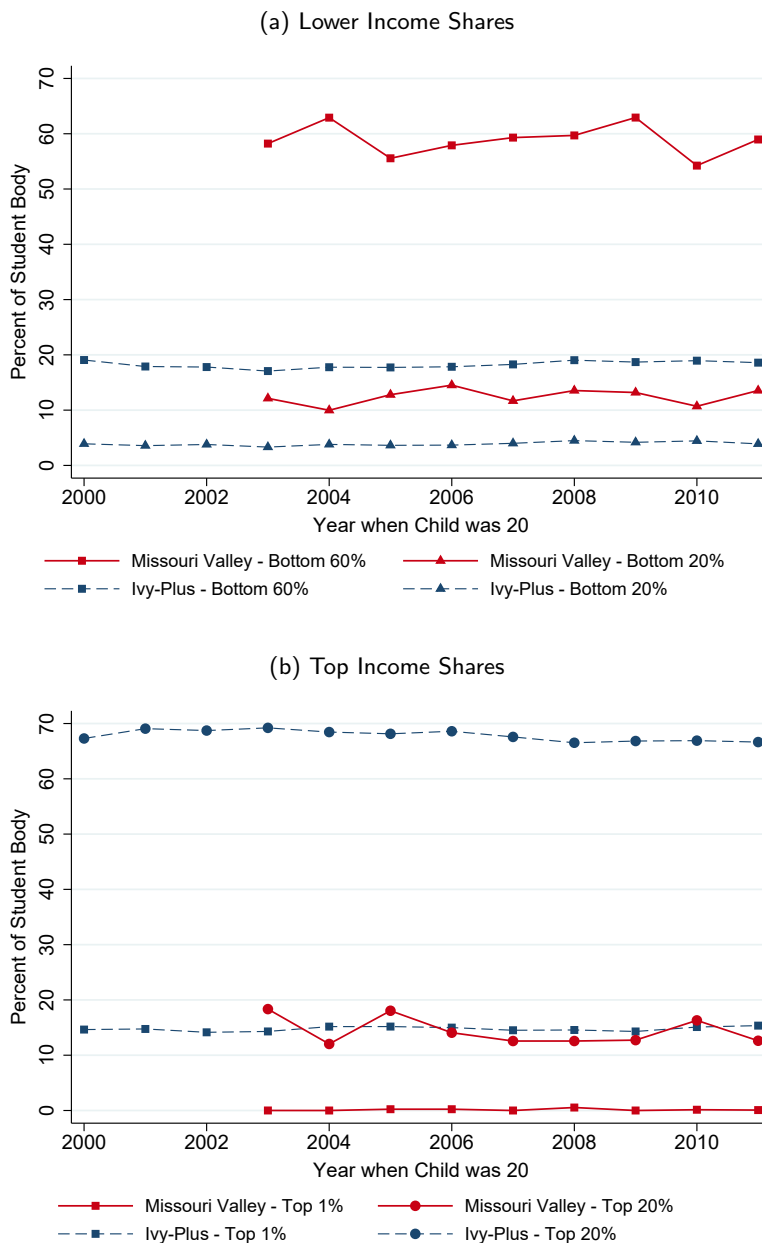 (a) Lower Income Shares
Percent of Student Body
70
60
50
40
30
20
10
0
2000 2002 2004 2006 2008 2010
Year when Child was 20
Missouri Valley - Bottom 60% Missouri Valley - Bottom 20%
Ivy-Plus - Bottom 60% Ivy-Plus - Bottom 20%
(b) Top Income Shares
Percent of Student Body
70
60
50
40
30
20
10
0
2000 2002 2004 2006 2008 2010
Year when Child was 20
Missouri Valley - Top 1% Missouri Valley - Top 20%
Ivy-Plus - Top 1% Ivy-Plus - Top 20%